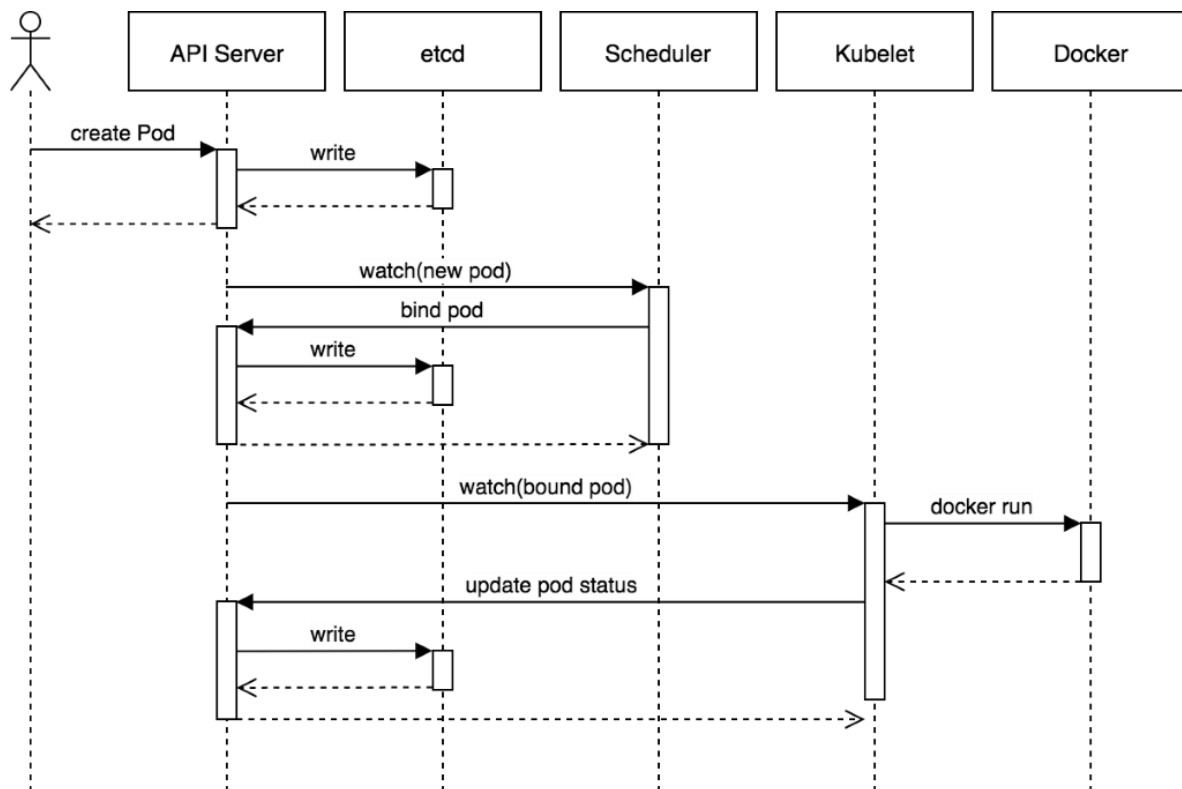 API Server
etcd
Scheduler
Kubelet
Docker
create Pod
write
watch(new pod)
bind pod
write
watch(bound pod)
docker run
update pod status
write